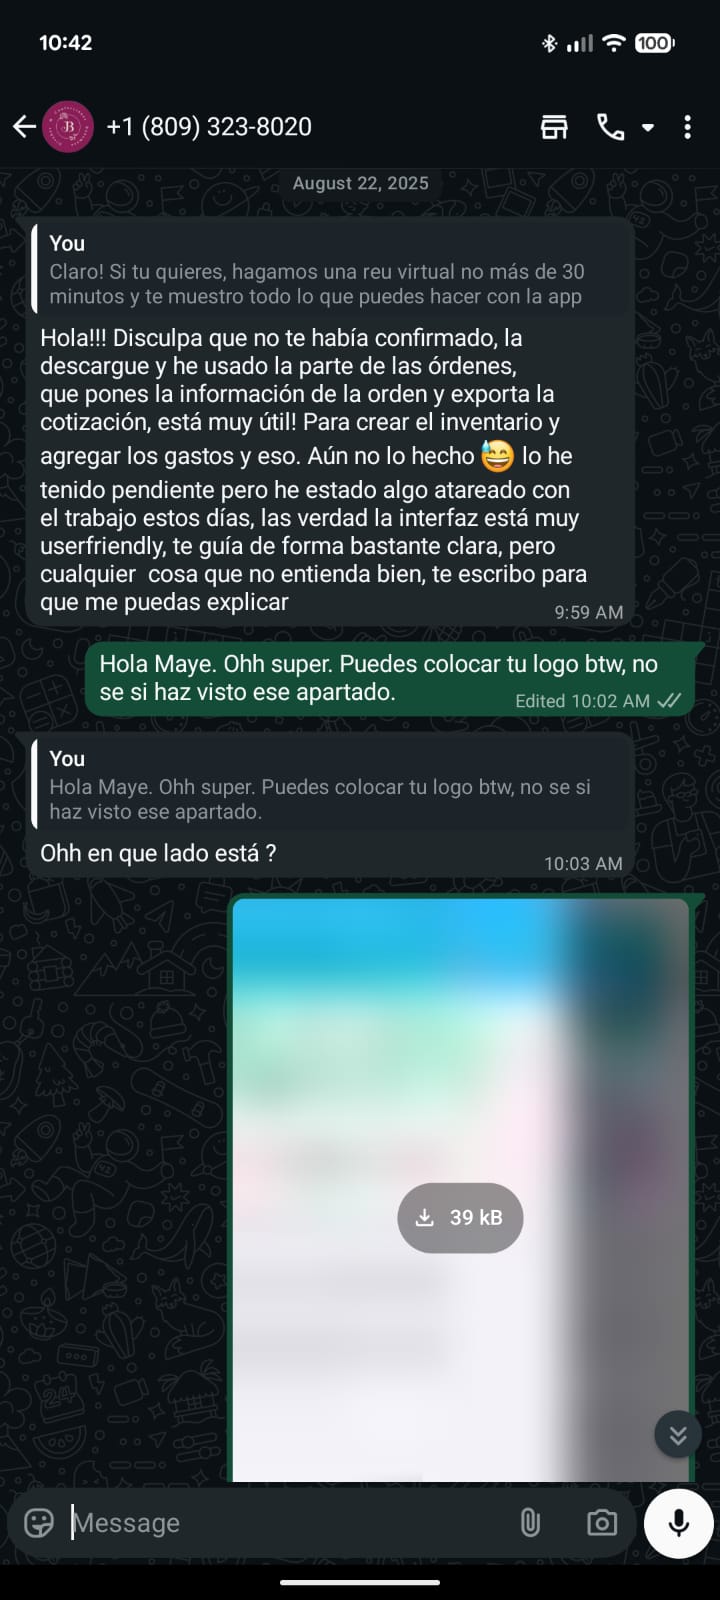 10:42
100
B
+1 (809) 323-8020
August 22, 2025
You
Claro! Si tu quieres, hagamos una reu virtual no más de 30
minutos y te muestro todo lo que puedes hacer con la app
Hola!!! Disculpa que no te había confirmado, la
descargue y he usado la parte de las órdenes,
que pones la información de la orden y exporta la
cotización, está muy útil! Para crear el inventario y
agregar los gastos y eso. Aún no lo hecho 😅 lo he
tenido pendiente pero he estado algo atareado con
el trabajo estos días, las verdad la interfaz está muy
userfriendly, te guía de forma bastante clara, pero
cualquier  cosa que no entienda bien, te escribo para
que me puedas explicar
9:59 AM
Hola Maye. Ohh super. Puedes colocar tu logo btw, no
se si haz visto ese apartado.
Edited 10:02 AM
You
Hola Maye. Ohh super. Puedes colocar tu logo btw, no se si
haz visto ese apartado.
Ohh en que lado está ?
10:03 AM
39 kB
Message